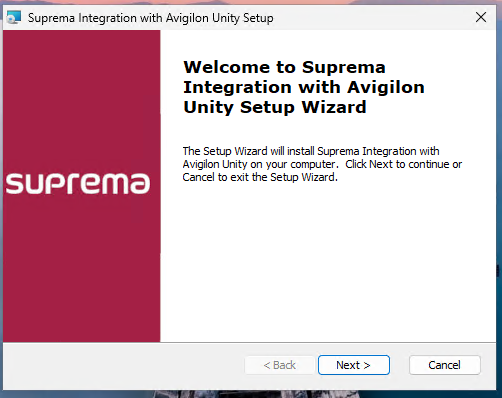 Suprema Integration with Avigilon Unity Setup
Welcome to Suprema
Integration with Avigilon
Unity Setup Wizard
The Setup Wizard will install Suprema Integration with
Avigilon Unity on your computer. Click Next to continue or
Cancel to exit the Setup Wizard.
suprema
< Back
Next >
Cancel